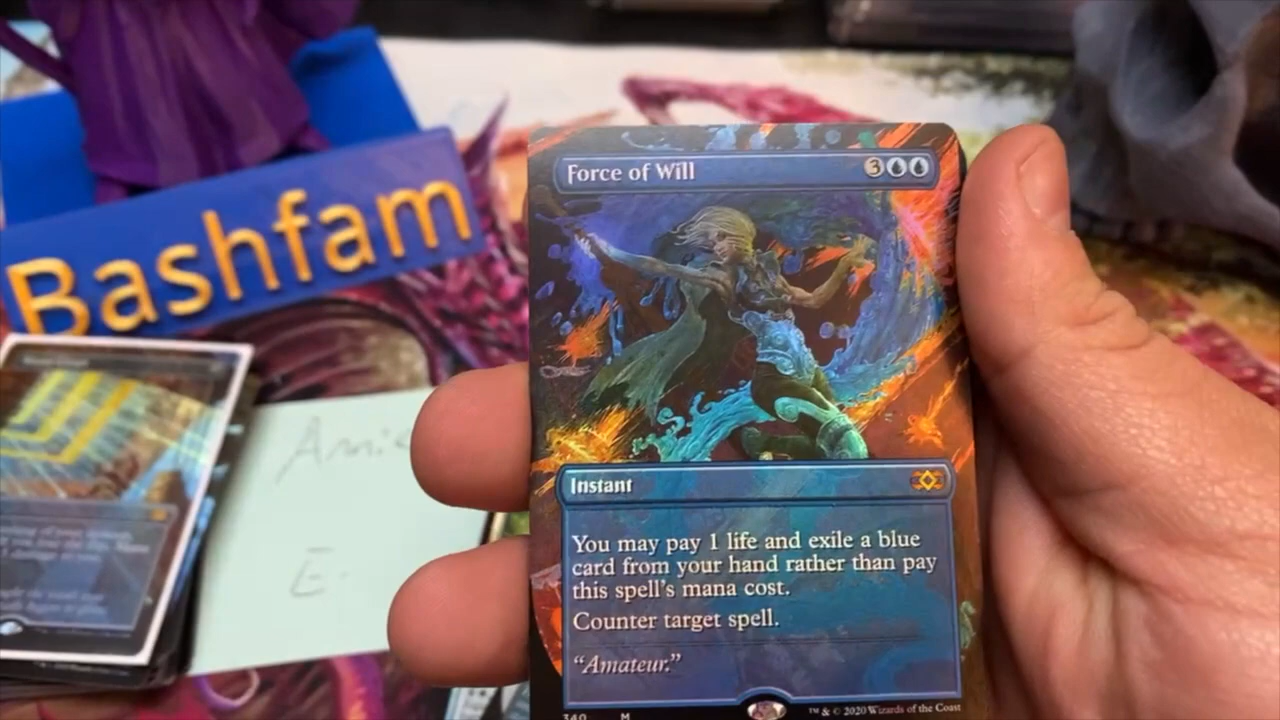 Bashfam
Force of Will 3
Instant
You may pay 1 life and exile a blue
card from your hand rather than pay
this spell's mana cost.
Counter target spell.
"Amateur."
340 M
™ & © 2020 Wizards of the Coast
E-